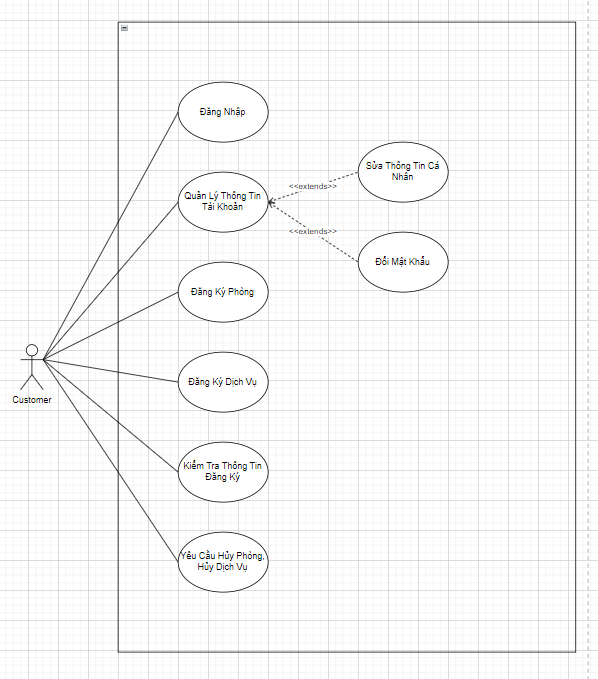 Đăng Nhập
Sửa Thông Tin Cá
Nhân
<<extends>>
Quản Lý Thông Tin
Tài Khoản
<<extends>>
Đổi Mật Khẩu
Đăng Ký Phòng
Đăng Ký Dịch Vụ
Customer
Kiểm Tra Thông Tin
Đăng Ký
Yêu Cầu Hủy Phòng,
Hủy Dịch Vụ